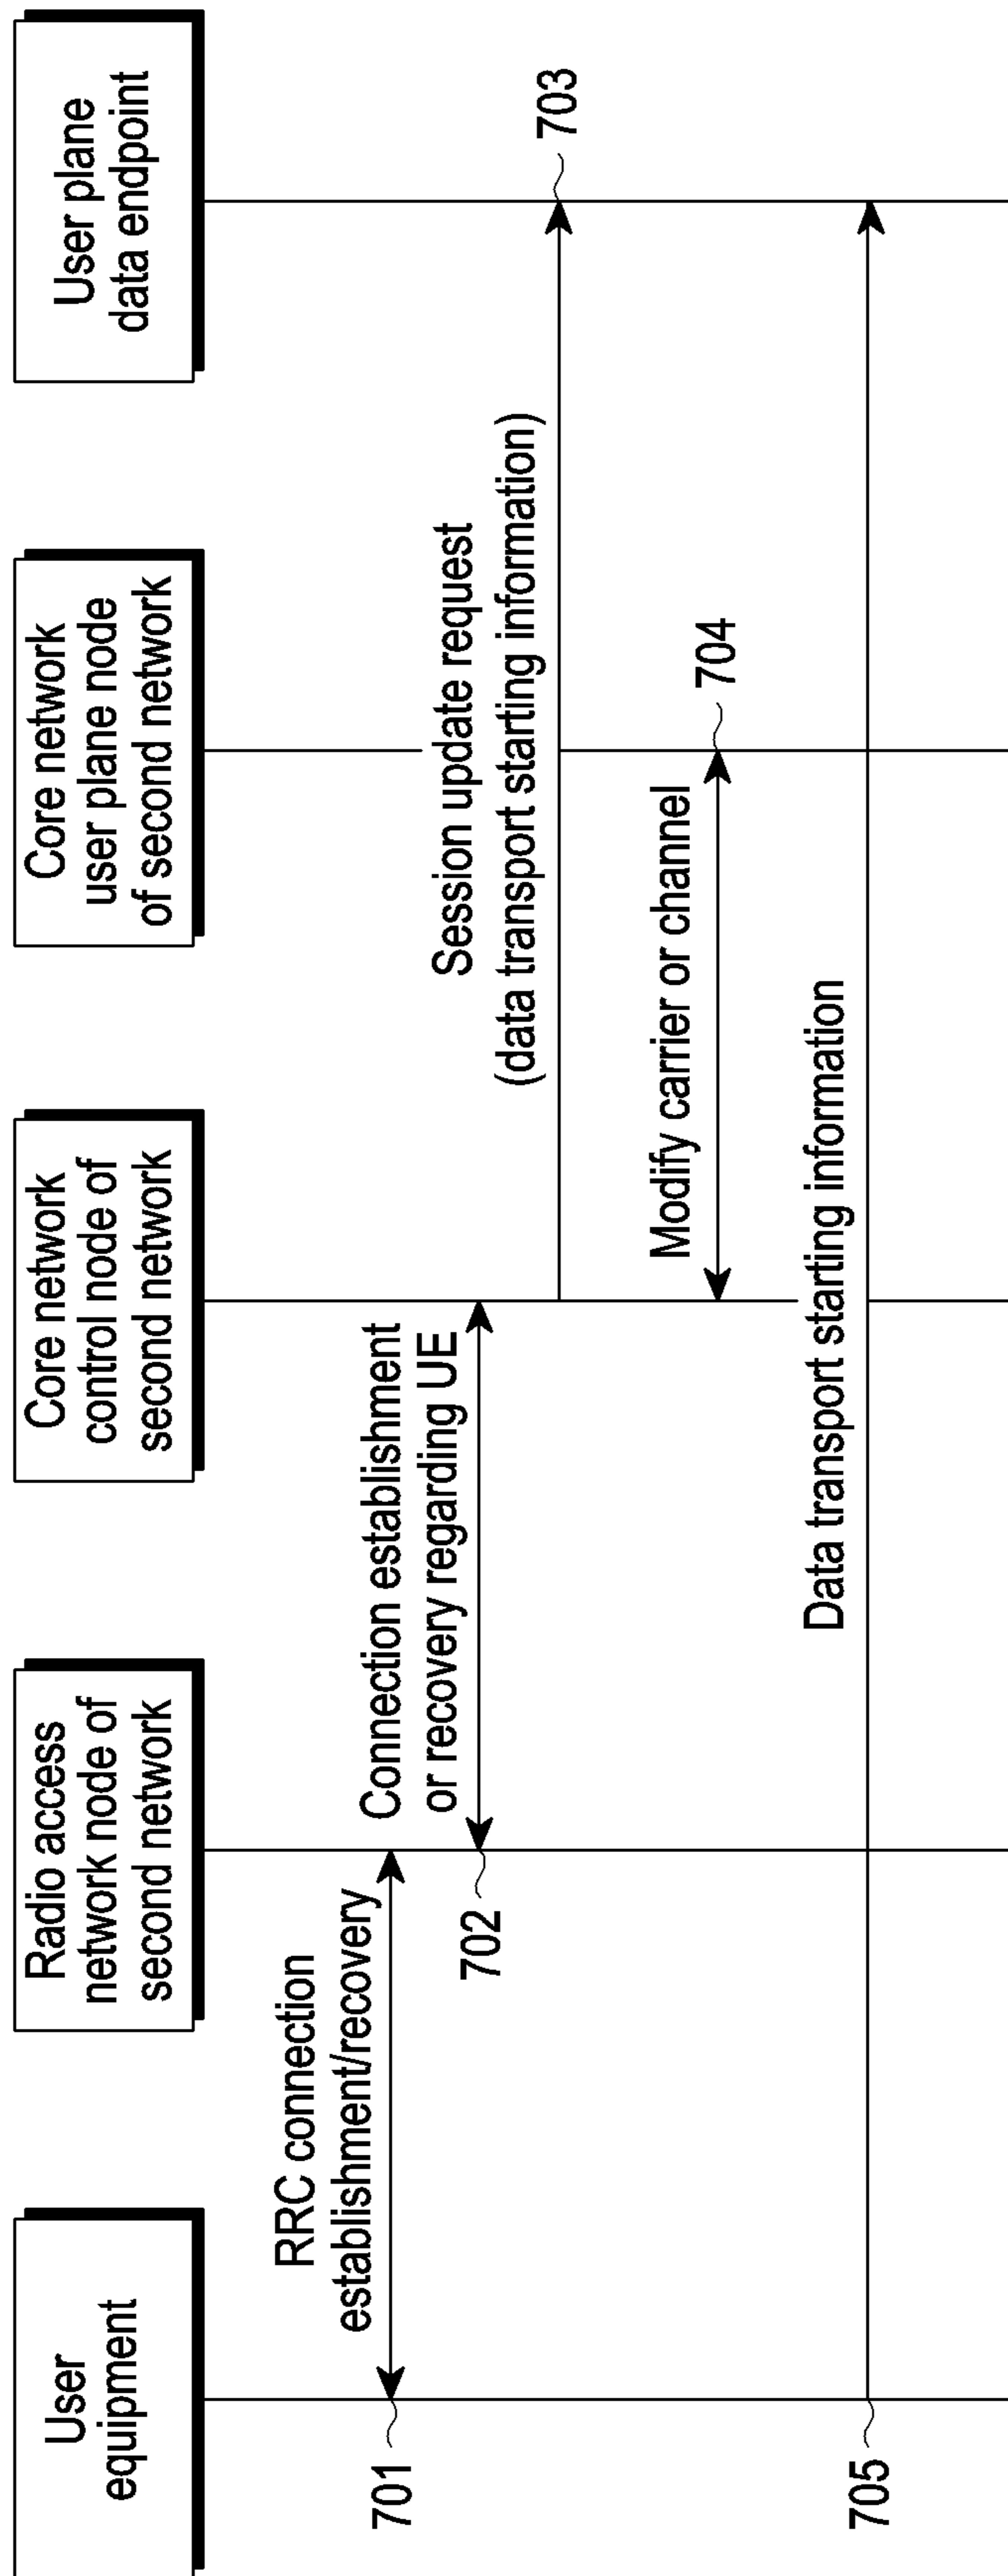 User
equipment
Radio access
network node of
second network
Core network
control node of
second network
Core network
user plane node
of second network
User plane
data endpoint
RRC connection
establishment/recovery
701
Connection establishment
or recovery regarding UE
702
Session update request
(data transport starting information)
703
Modify carrier or channel
704
Data transport starting information
705